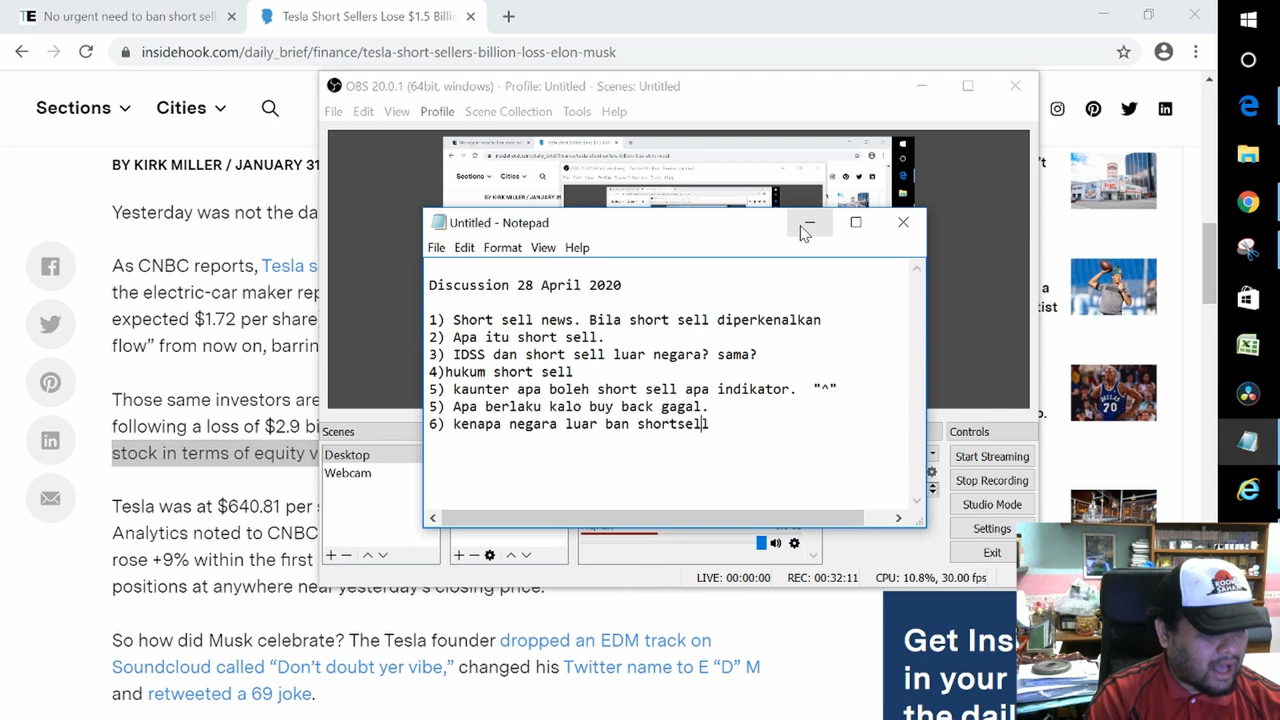 TE No urgent need to ban short sell
Tesla Short Sellers Lose $1.5 Billio
insidehook.com/daily_brief/finance/tesla-short-sellers-billion-loss-elon-musk
Sections
Cities
BY KIRK MILLER / JANUARY 31
Yesterday was not the da
As CNBC reports, Tesla s
the electric-car maker rep
expected $1.72 per share
flow” from now on, barrin
Those same investors are
following a loss of $2.9 bi
stock in terms of equity v
Tesla was at $640.81 per s
Analytics noted to CNBC
rose +9% within the first
positions at anywhere near yesterday's closing price.
So how did Musk celebrate? The Tesla founder dropped an EDM track on
Soundcloud called “Don’t doubt yer vibe,” changed his Twitter name to E “D” M
and retweeted a 69 joke.
OBS 20.0.1 (64bit, windows) - Profile: Untitled - Scenes: Untitled
File Edit View Profile Scene Collection Tools Help
Untitled - Notepad
File Edit Format View Help
Discussion 28 April 2020
1) Short sell news. Bila short sell diperkenalkan
2) Apa itu short sell.
3) IDSS dan short sell luar negara? sama?
4)hukum short sell
5) kaunter apa boleh short sell apa indikator. "^"
5) Apa berlaku kalo buy back gagal.
6) kenapa negara luar ban shortsell
Scenes
Desktop
Webcam
Controls
Start Streaming
Stop Recording
Studio Mode
Settings
Exit
LIVE: 00:00:00
REC: 00:32:11
CPU: 10.8%, 30.00 fps
Get Ins
in your
the dail
DALLAS
70